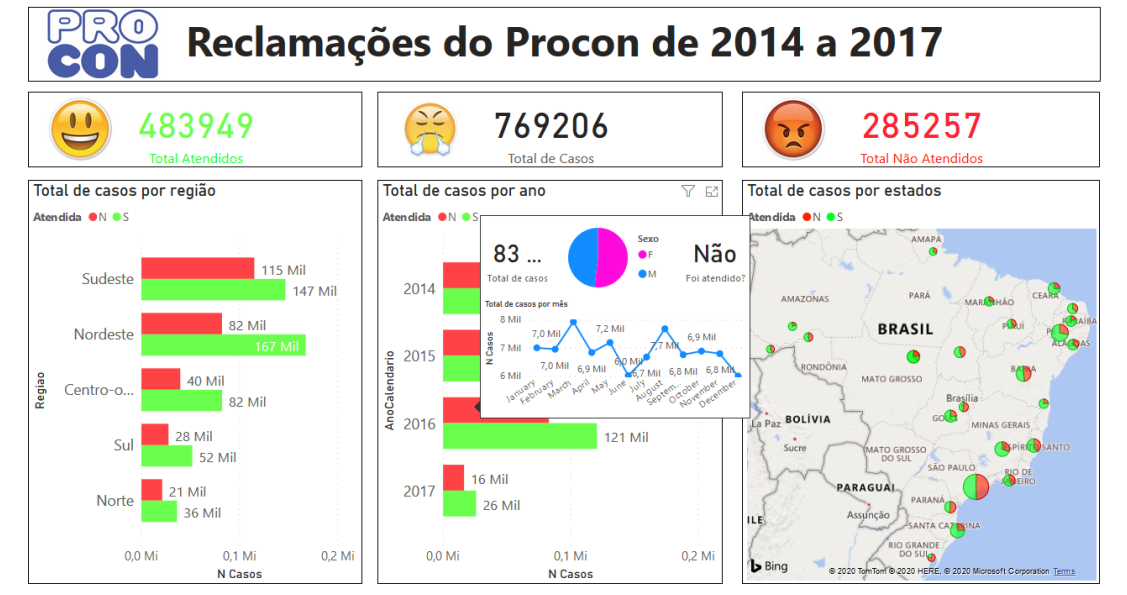 PRO
CON
Reclamações do Procon de 2014 a 2017
483949
Total Atendidos
769206
Total de Casos
285257
Total Não Atendidos
Total de casos por região
Atendida N S
Regiao
Sudeste
115 Mil
147 Mil
Nordeste
82 Mil
167 Mil
Centro-o...
40 Mil
82 Mil
Sul
28 Mil
52 Mil
Norte
21 Mil
36 Mil
0,0 Mi 0,1 Mi 0,2 Mi
N Casos
Total de casos por ano
Atendida N S
AnoCalendario
2014
2015
2016
121 Mil
2017
16 Mil
26 Mil
0,0 Mi 0,1 Mi 0,2 Mi
N Casos
83 ...
Total de casos
Sexo
F
M
Não
Foi atendido?
Total de casos por mês
N Casos
8 Mil
7 Mil
6 Mil
7,0 Mil
7,0 Mil
6,9 Mil
7,2 Mil
6,0 Mil
6,7 Mil
7,7 Mil
6,8 Mil
6,9 Mil
6,8 Mil
January
February
March
April
May
June
July
August
Septem...
October
November
December
Total de casos por estados
Atendida N S
AMAPÁ
AMAZONAS
PARÁ
MARANHÃO
CEARÁ
PIAUÍ
PARAÍBA
PE
ALAGOAS
BRASIL
RONDÔNIA
MATO GROSSO
BAHIA
Brasília
GOIÁS
MINAS GERAIS
La Paz
BOLÍVIA
Sucre
MATO GROSSO
DO SUL
ESPÍRITO SANTO
SÃO PAULO
RIO DE
JANEIRO
PARAGUAI
PARANÁ
Assunção
SANTA CATARINA
ILE
RIO GRANDE
DO SUL
Bing
© 2020 TomTom © 2020 HERE, © 2020 Microsoft Corporation Terms